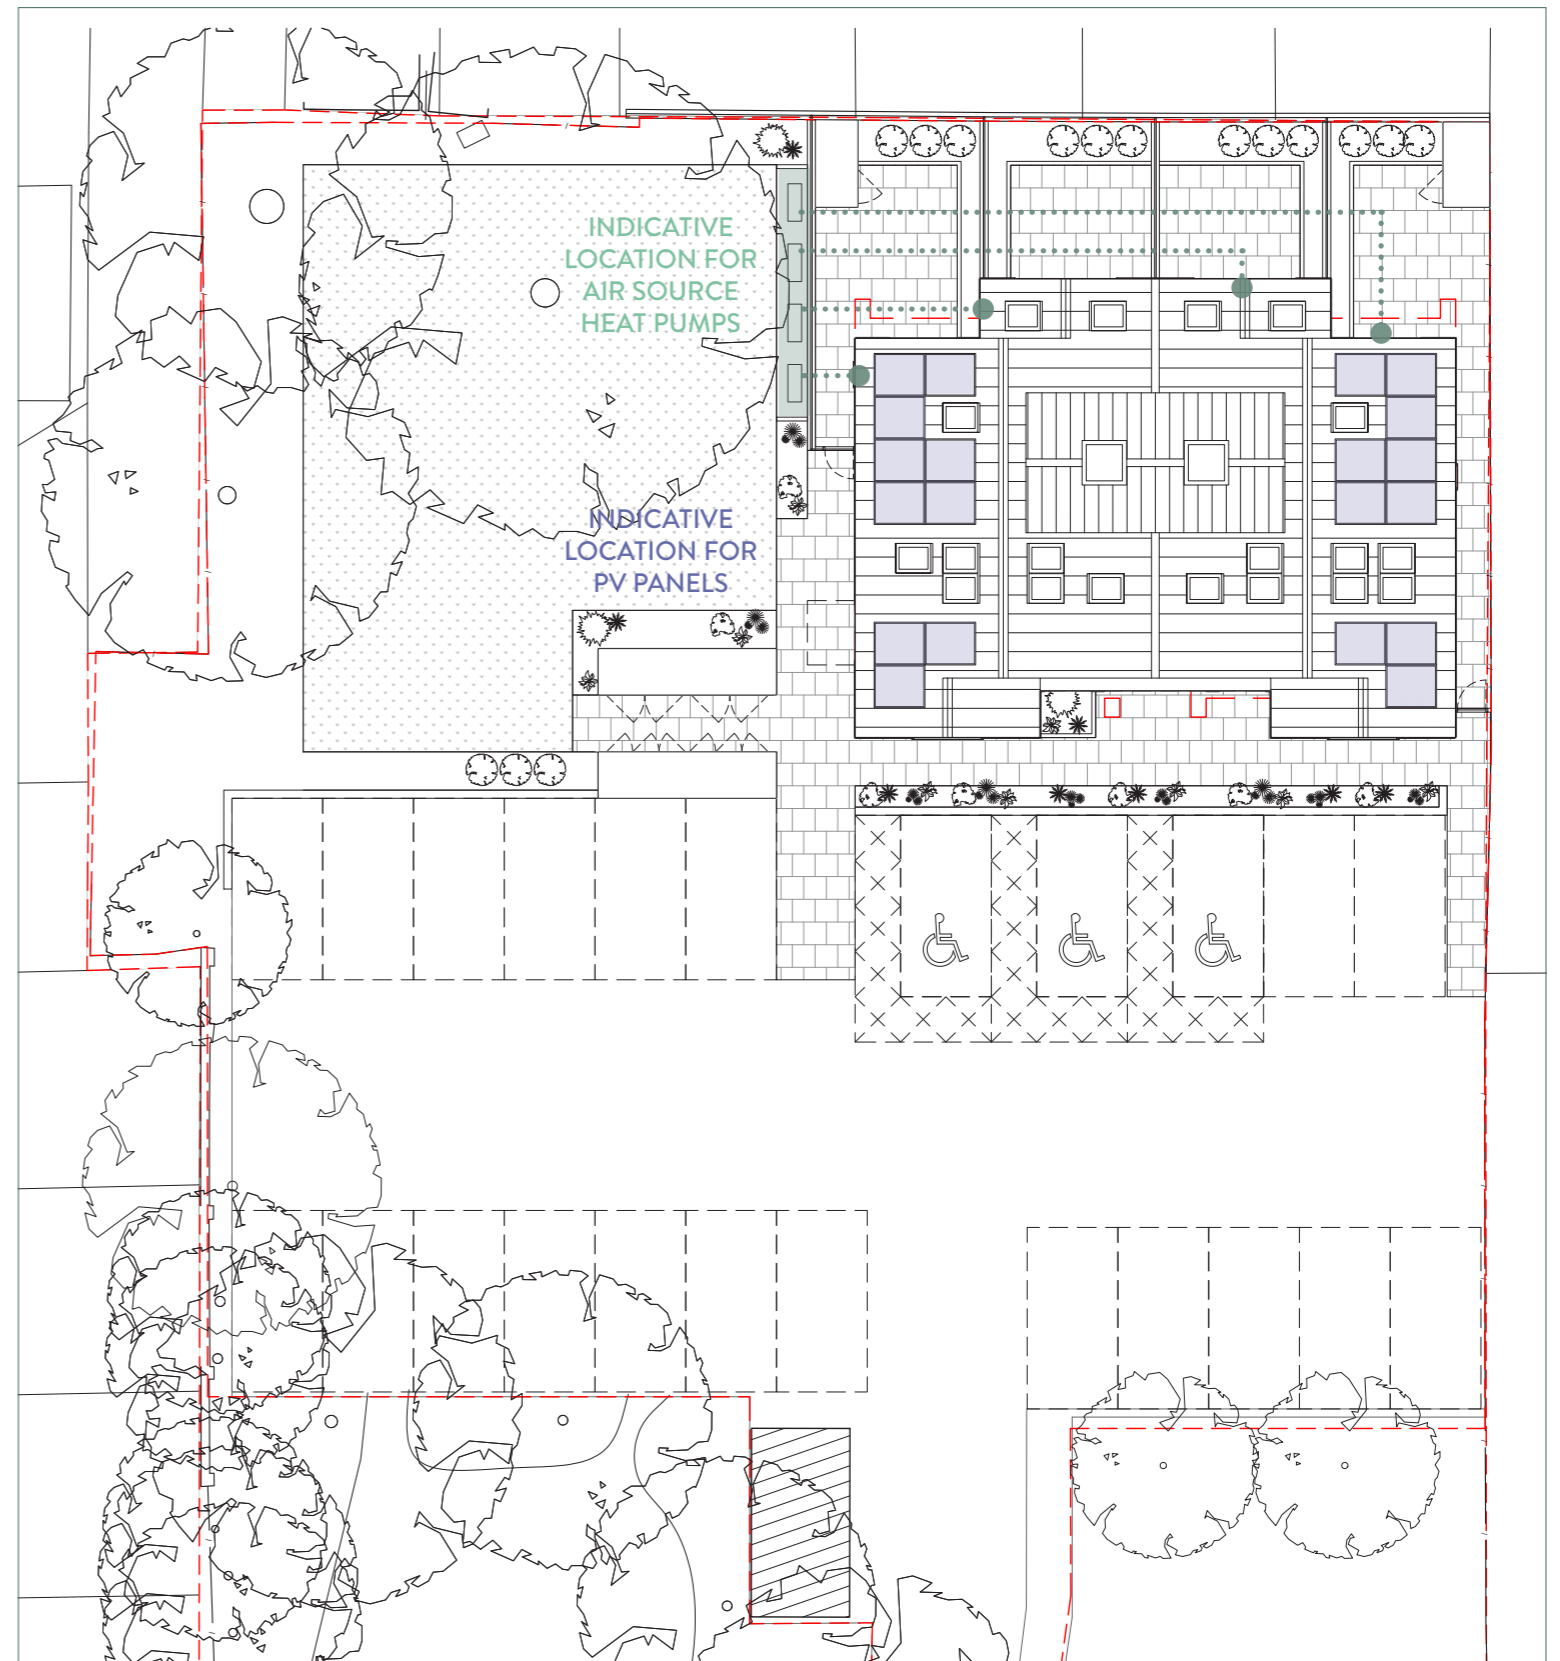 INDICATIVE
LOCATION FOR
AIR SOURCE
HEAT PUMPS
INDICATIVE
LOCATION FOR
PV PANELS